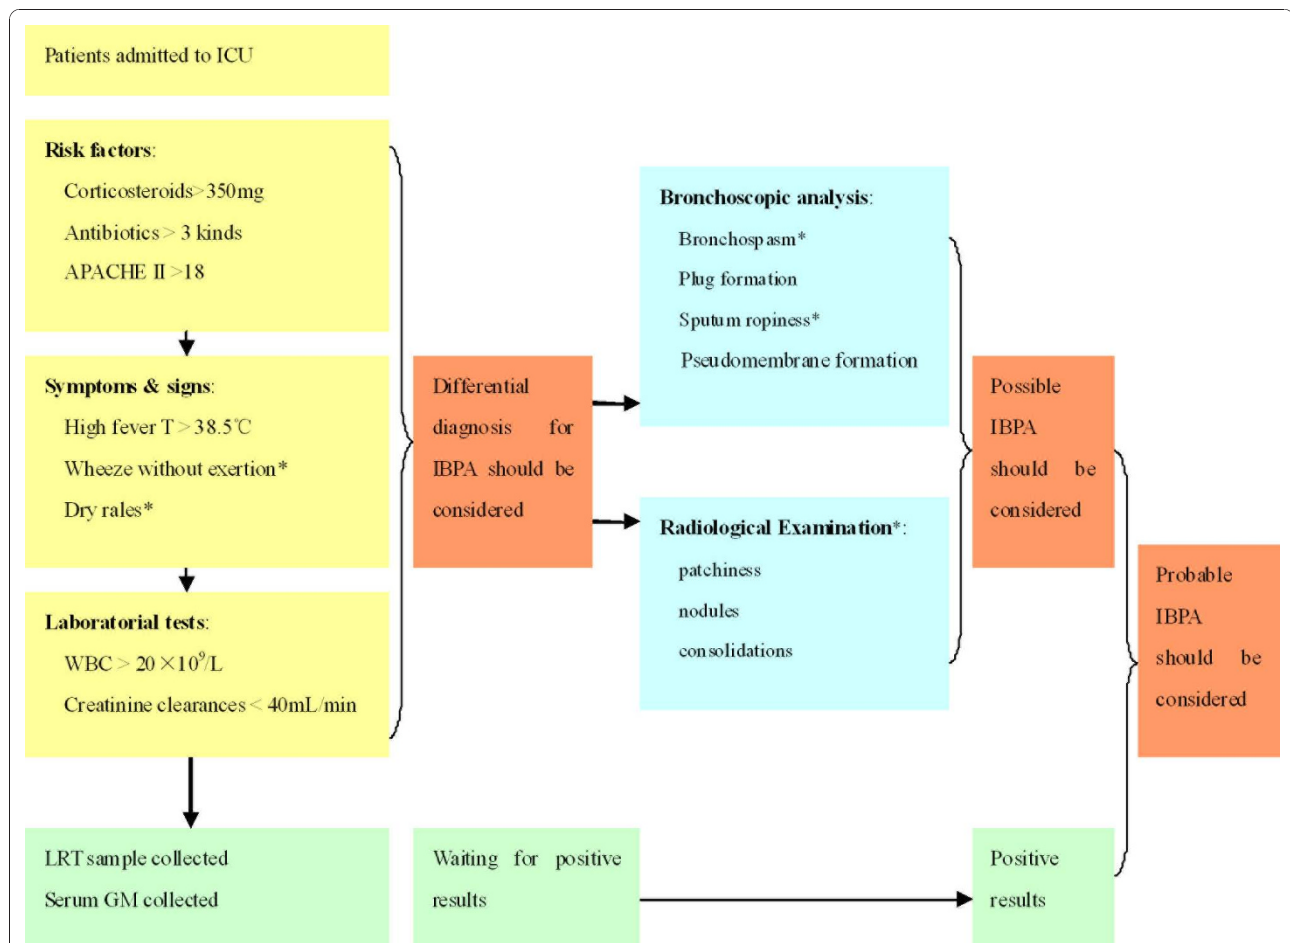 Patients admitted to ICU
Risk factors:
Corticosteroids>350mg
Antibiotics > 3 kinds
APACHE II >18
Symptoms & signs:
High fever T > 38.5℃
Wheeze without exertion*
Dry rales*
Laboratorial tests:
WBC > 20 ×10⁹/L
Creatinine clearances < 40mL/min
LRT sample collected
Serum GM collected
Differential
diagnosis for
IBPA should be
considered
Waiting for positive
results
Bronchoscopic analysis:
Bronchospasm*
Plug formation
Sputum ropiness*
Pseudomembrane formation
Radiological Examination*:
patchiness
nodules
consolidations
Possible
IBPA
should be
considered
Positive
results
Probable
IBPA
should be
considered